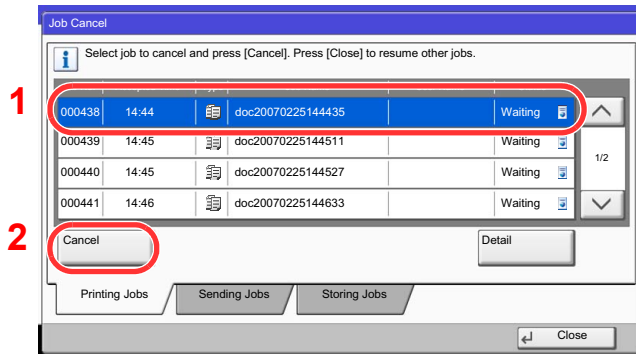 Job Cancel
Select job to cancel and press [Cancel]. Press [Close] to resume other jobs.
1
000438 14:44 doc20070225144435 Waiting
000439 14:45 doc20070225144511 Waiting
1/2
000440 14:45 doc20070225144527 Waiting
000441 14:46 doc20070225144633 Waiting
2
Cancel Detail
Printing Jobs Sending Jobs Storing Jobs
Close